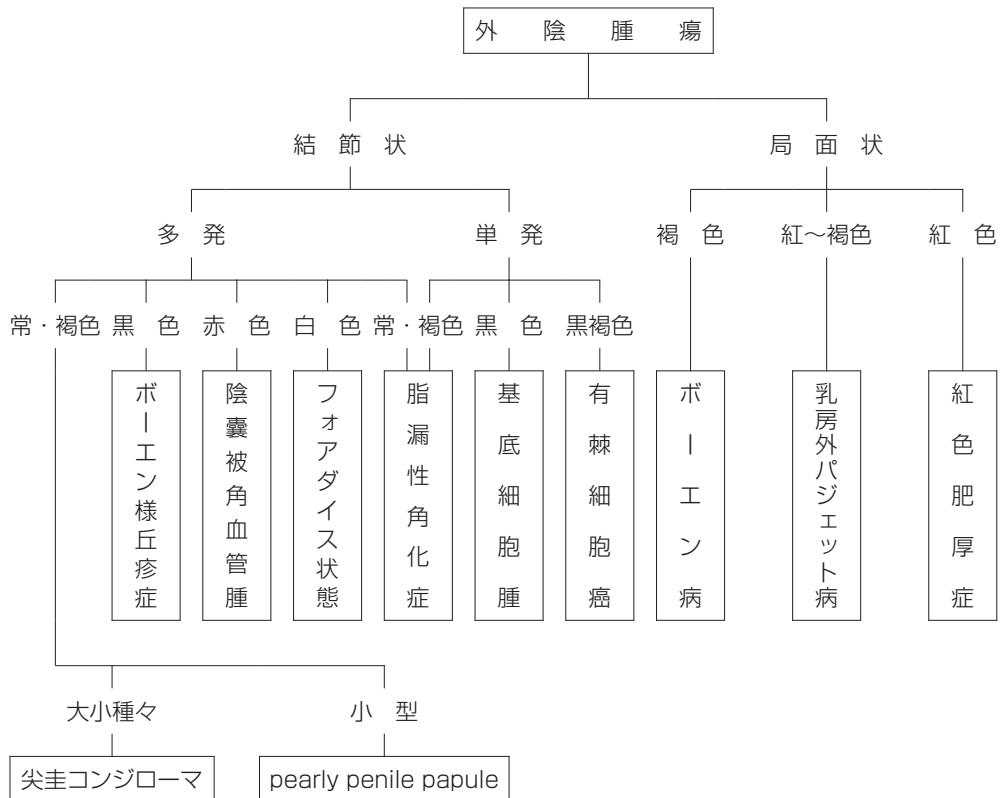 外 陰 腫 瘍
結 節 状
局 面 状
多 発
単 発
褐 色
紅～褐色
紅 色
常・褐色
黒 色
赤 色
白 色
常・褐色
黒 色
黒褐色
ボーエン様丘疹症
陰嚢被角血管腫
フォアダイス状態
脂漏性角化症
基底細胞腫
有棘細胞癌
ボーエン病
乳房外パジェット病
紅色肥厚症
大小種々
小 型
尖圭コンジローマ
pearly penile papule